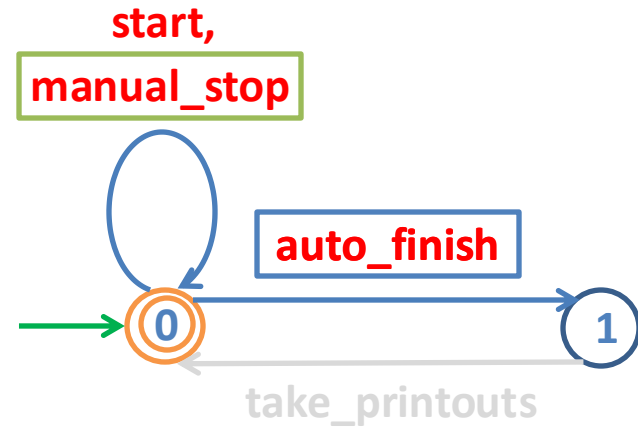 start,
manual_stop
auto_finish
0
1
take_printouts